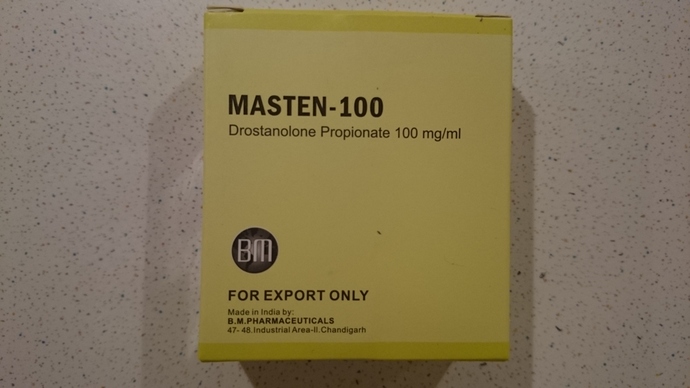 MASTEN-100
Drostanolone Propionate 100 mg/ml
BM
FOR EXPORT ONLY
Made in India by:
B.M.PHARMACEUTICALS
47- 48.Industrial Area-II.Chandigarh